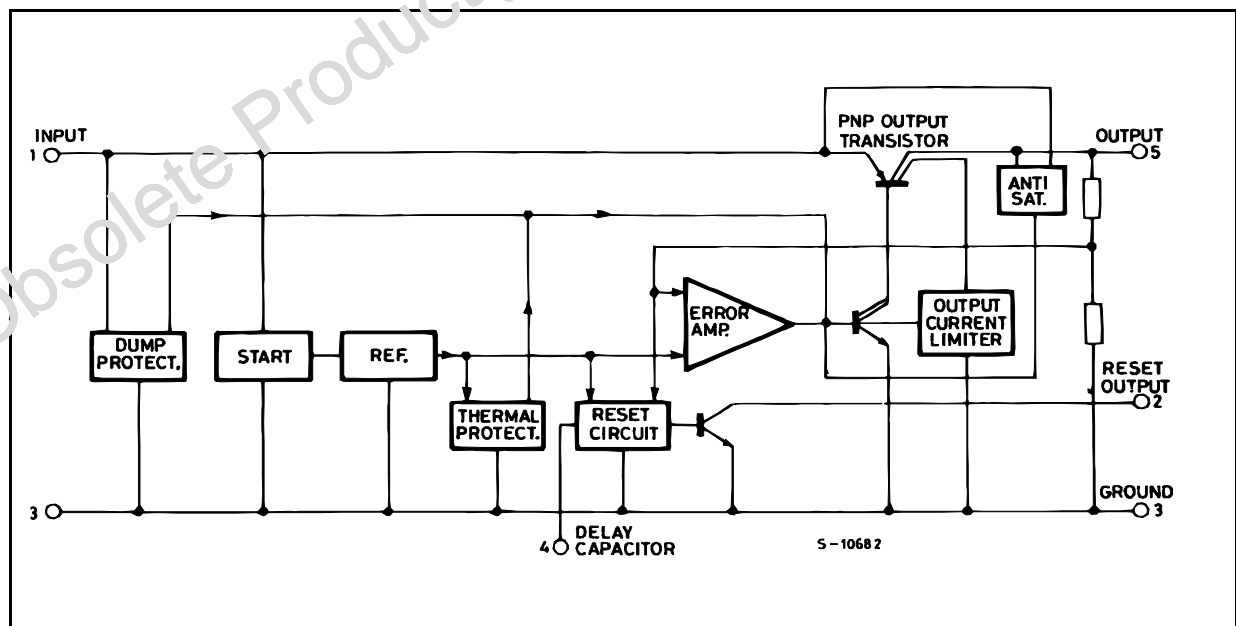 Obsolete Product
INPUT
1
PNP OUTPUT
TRANSISTOR
OUTPUT
5
ANTI
SAT.
DUMP
PROTECT.
START
REF.
ERROR
AMP.
OUTPUT
CURRENT
LIMITER
RESET
OUTPUT
2
THERMAL
PROTECT.
RESET
CIRCUIT
3
GROUND
3
4
DELAY
CAPACITOR
S-10682